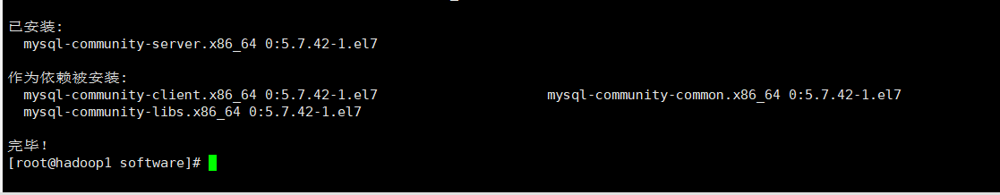 已安装:
mysql-community-server.x86_64 0:5.7.42-1.el7
作为依赖被安装:
mysql-community-client.x86_64 0:5.7.42-1.el7 mysql-community-common.x86_64 0:5.7.42-1.el7
mysql-community-libs.x86_64 0:5.7.42-1.el7
完毕！
[root@hadoop1 software]#